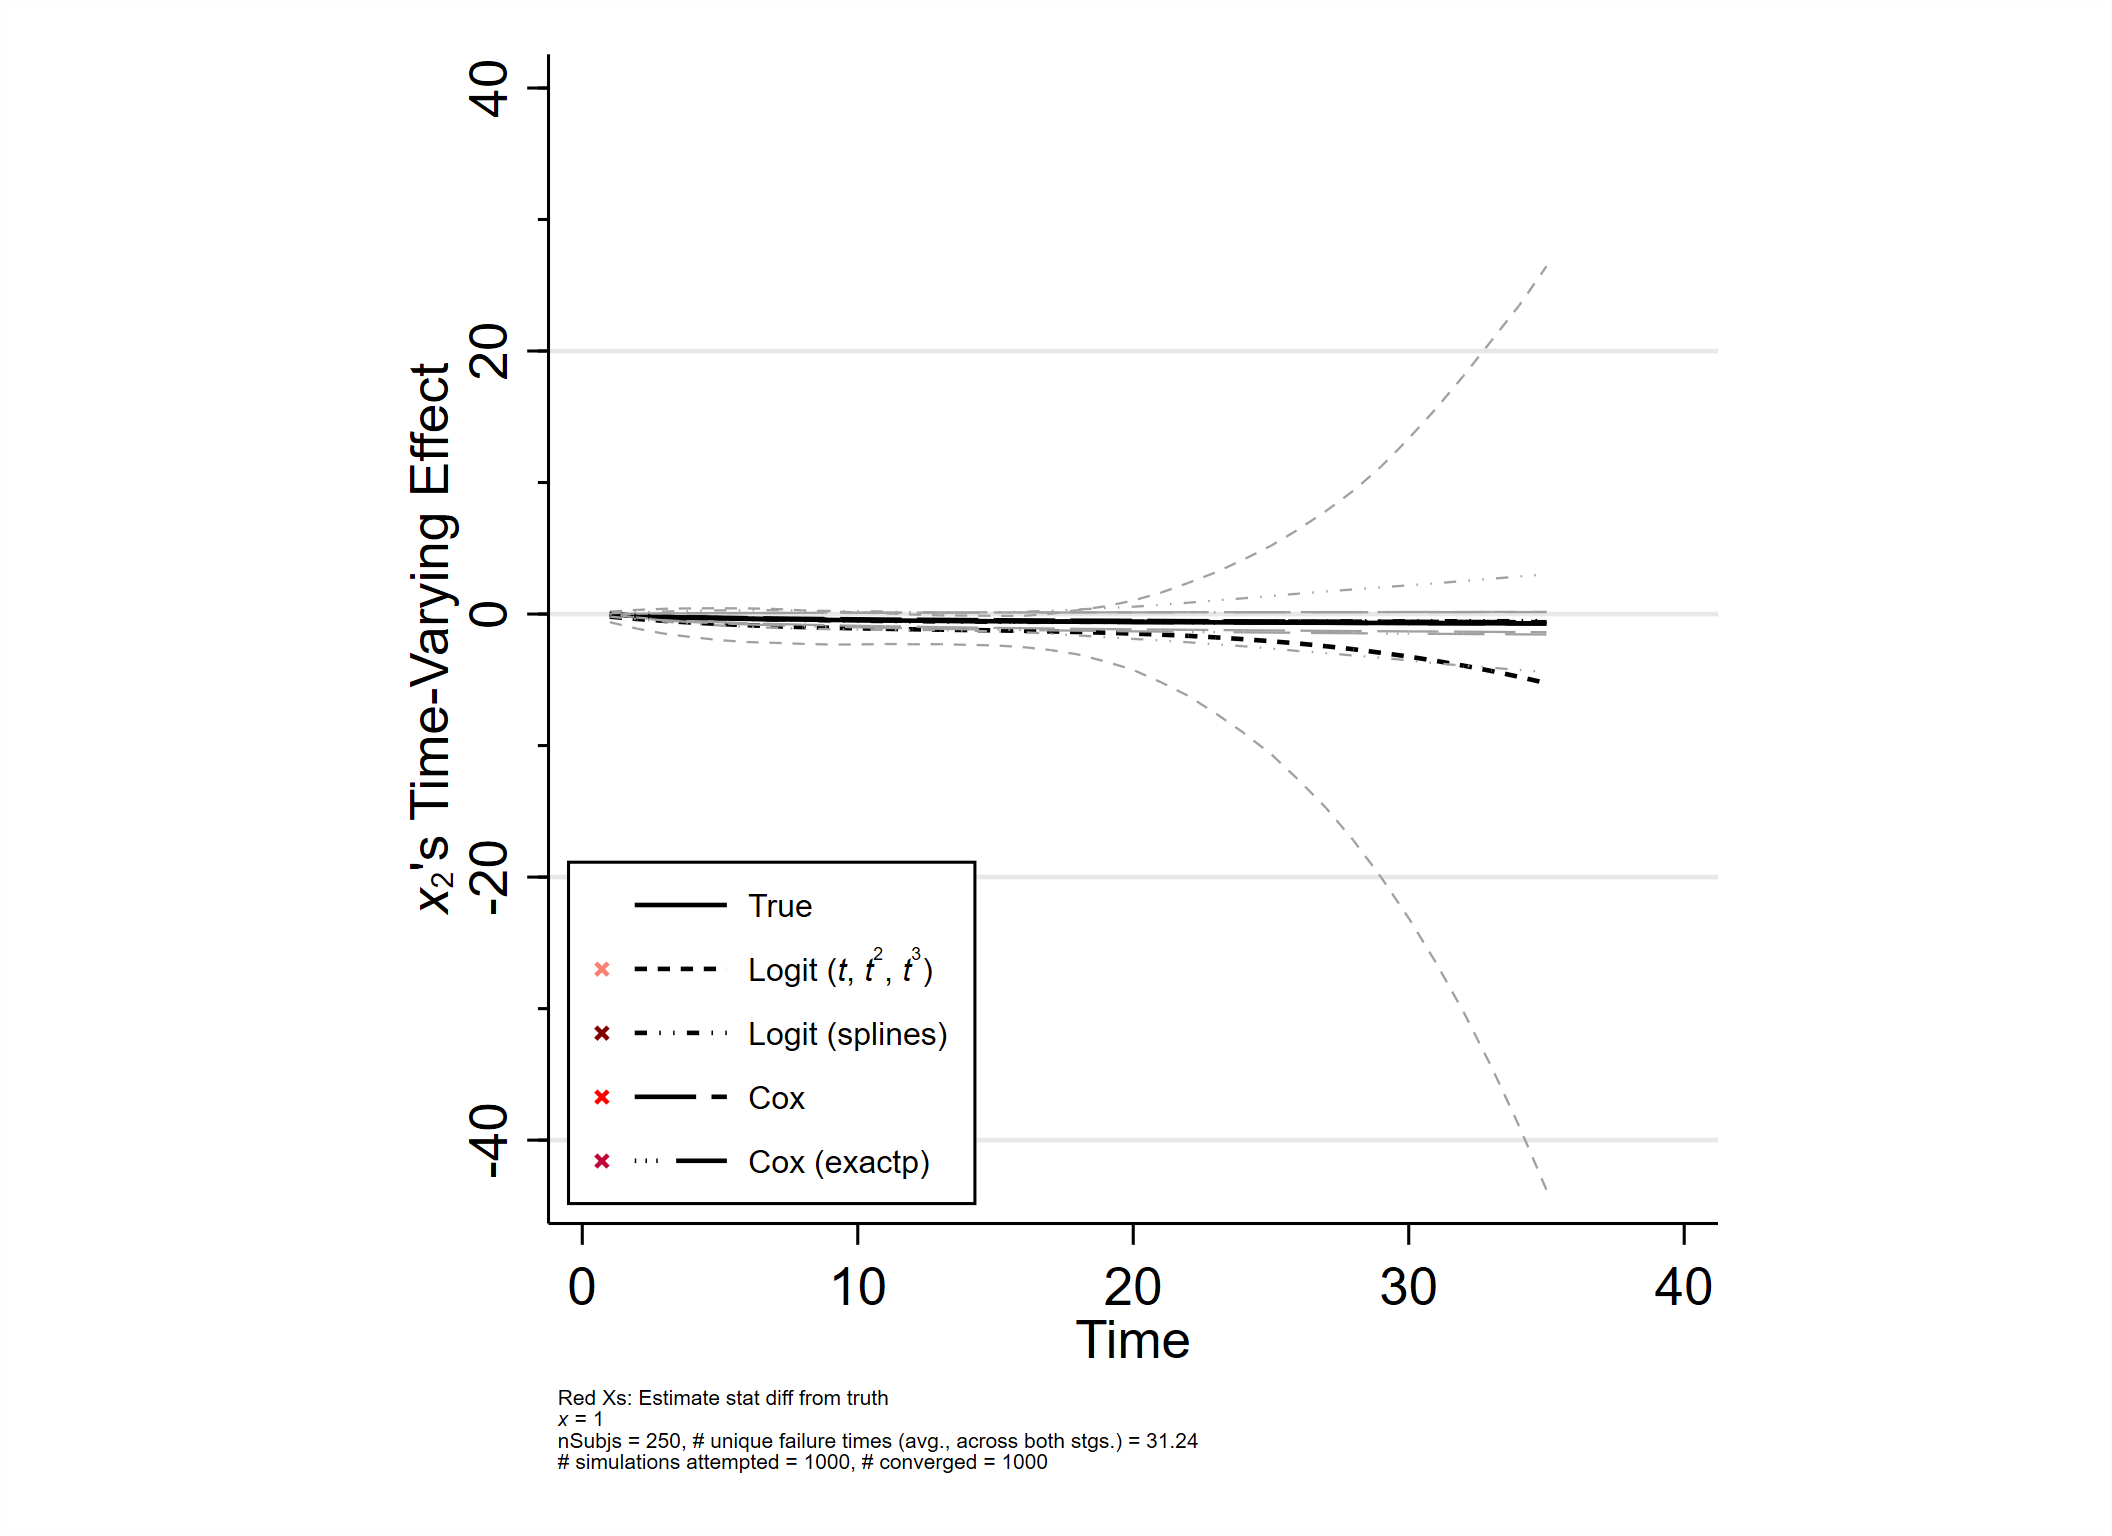 40
20
0
-20
-40
x₂'s Time-Varying Effect
True
Logit (t, t², t³)
Logit (splines)
Cox
Cox (exactp)
0 10 20 30 40
Time
Red Xs: Estimate stat diff from truth
x = 1
nSubjs = 250, # unique failure times (avg., across both stgs.) = 31.24
# simulations attempted = 1000, # converged = 1000